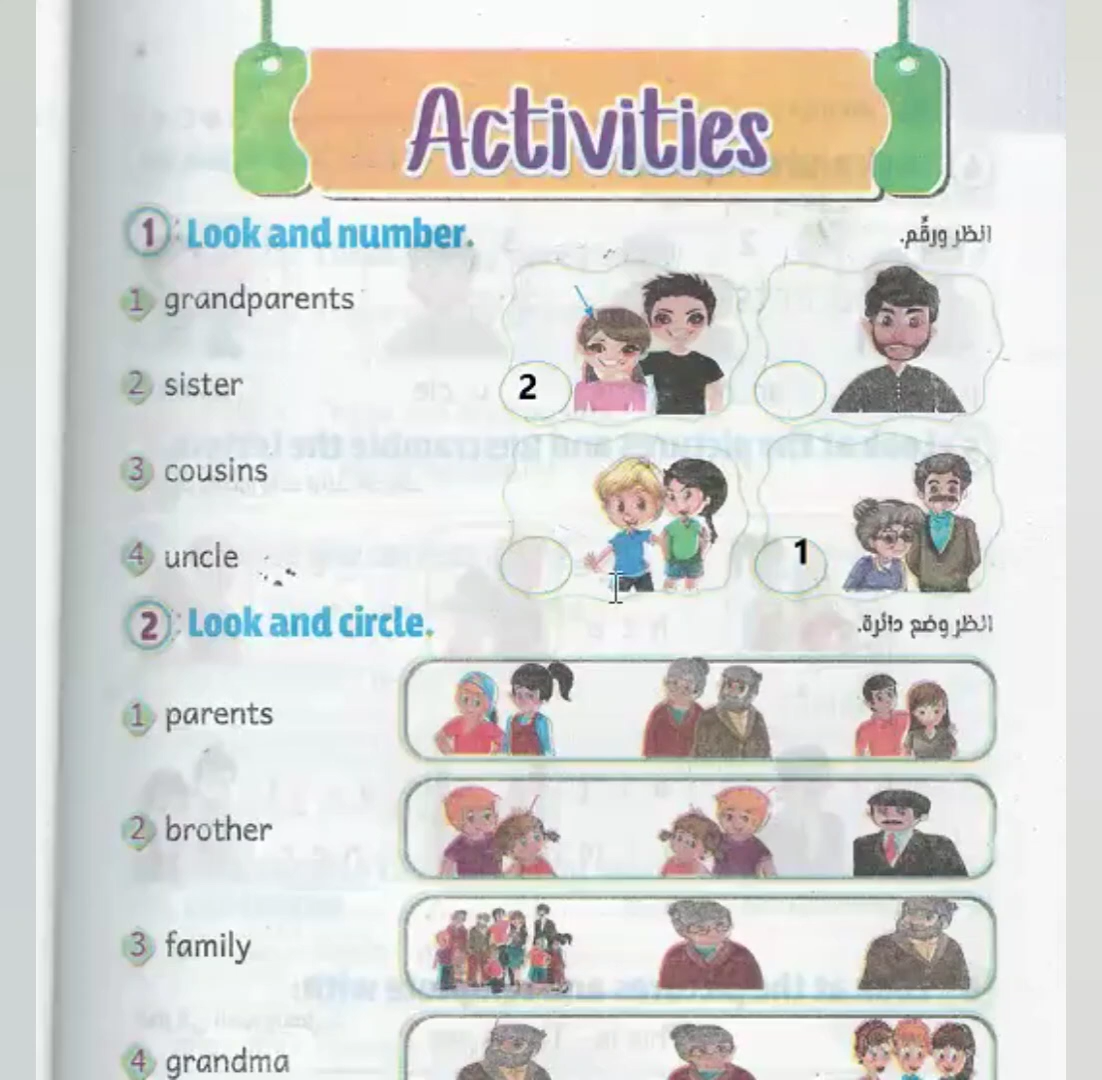 Activities
1 Look and number. انظر ورقِّم.
1 grandparents
2 sister
2
3 cousins
4 uncle
1
2 Look and circle. انظر وضع دائرة.
1 parents
2 brother
3 family
4 grandma